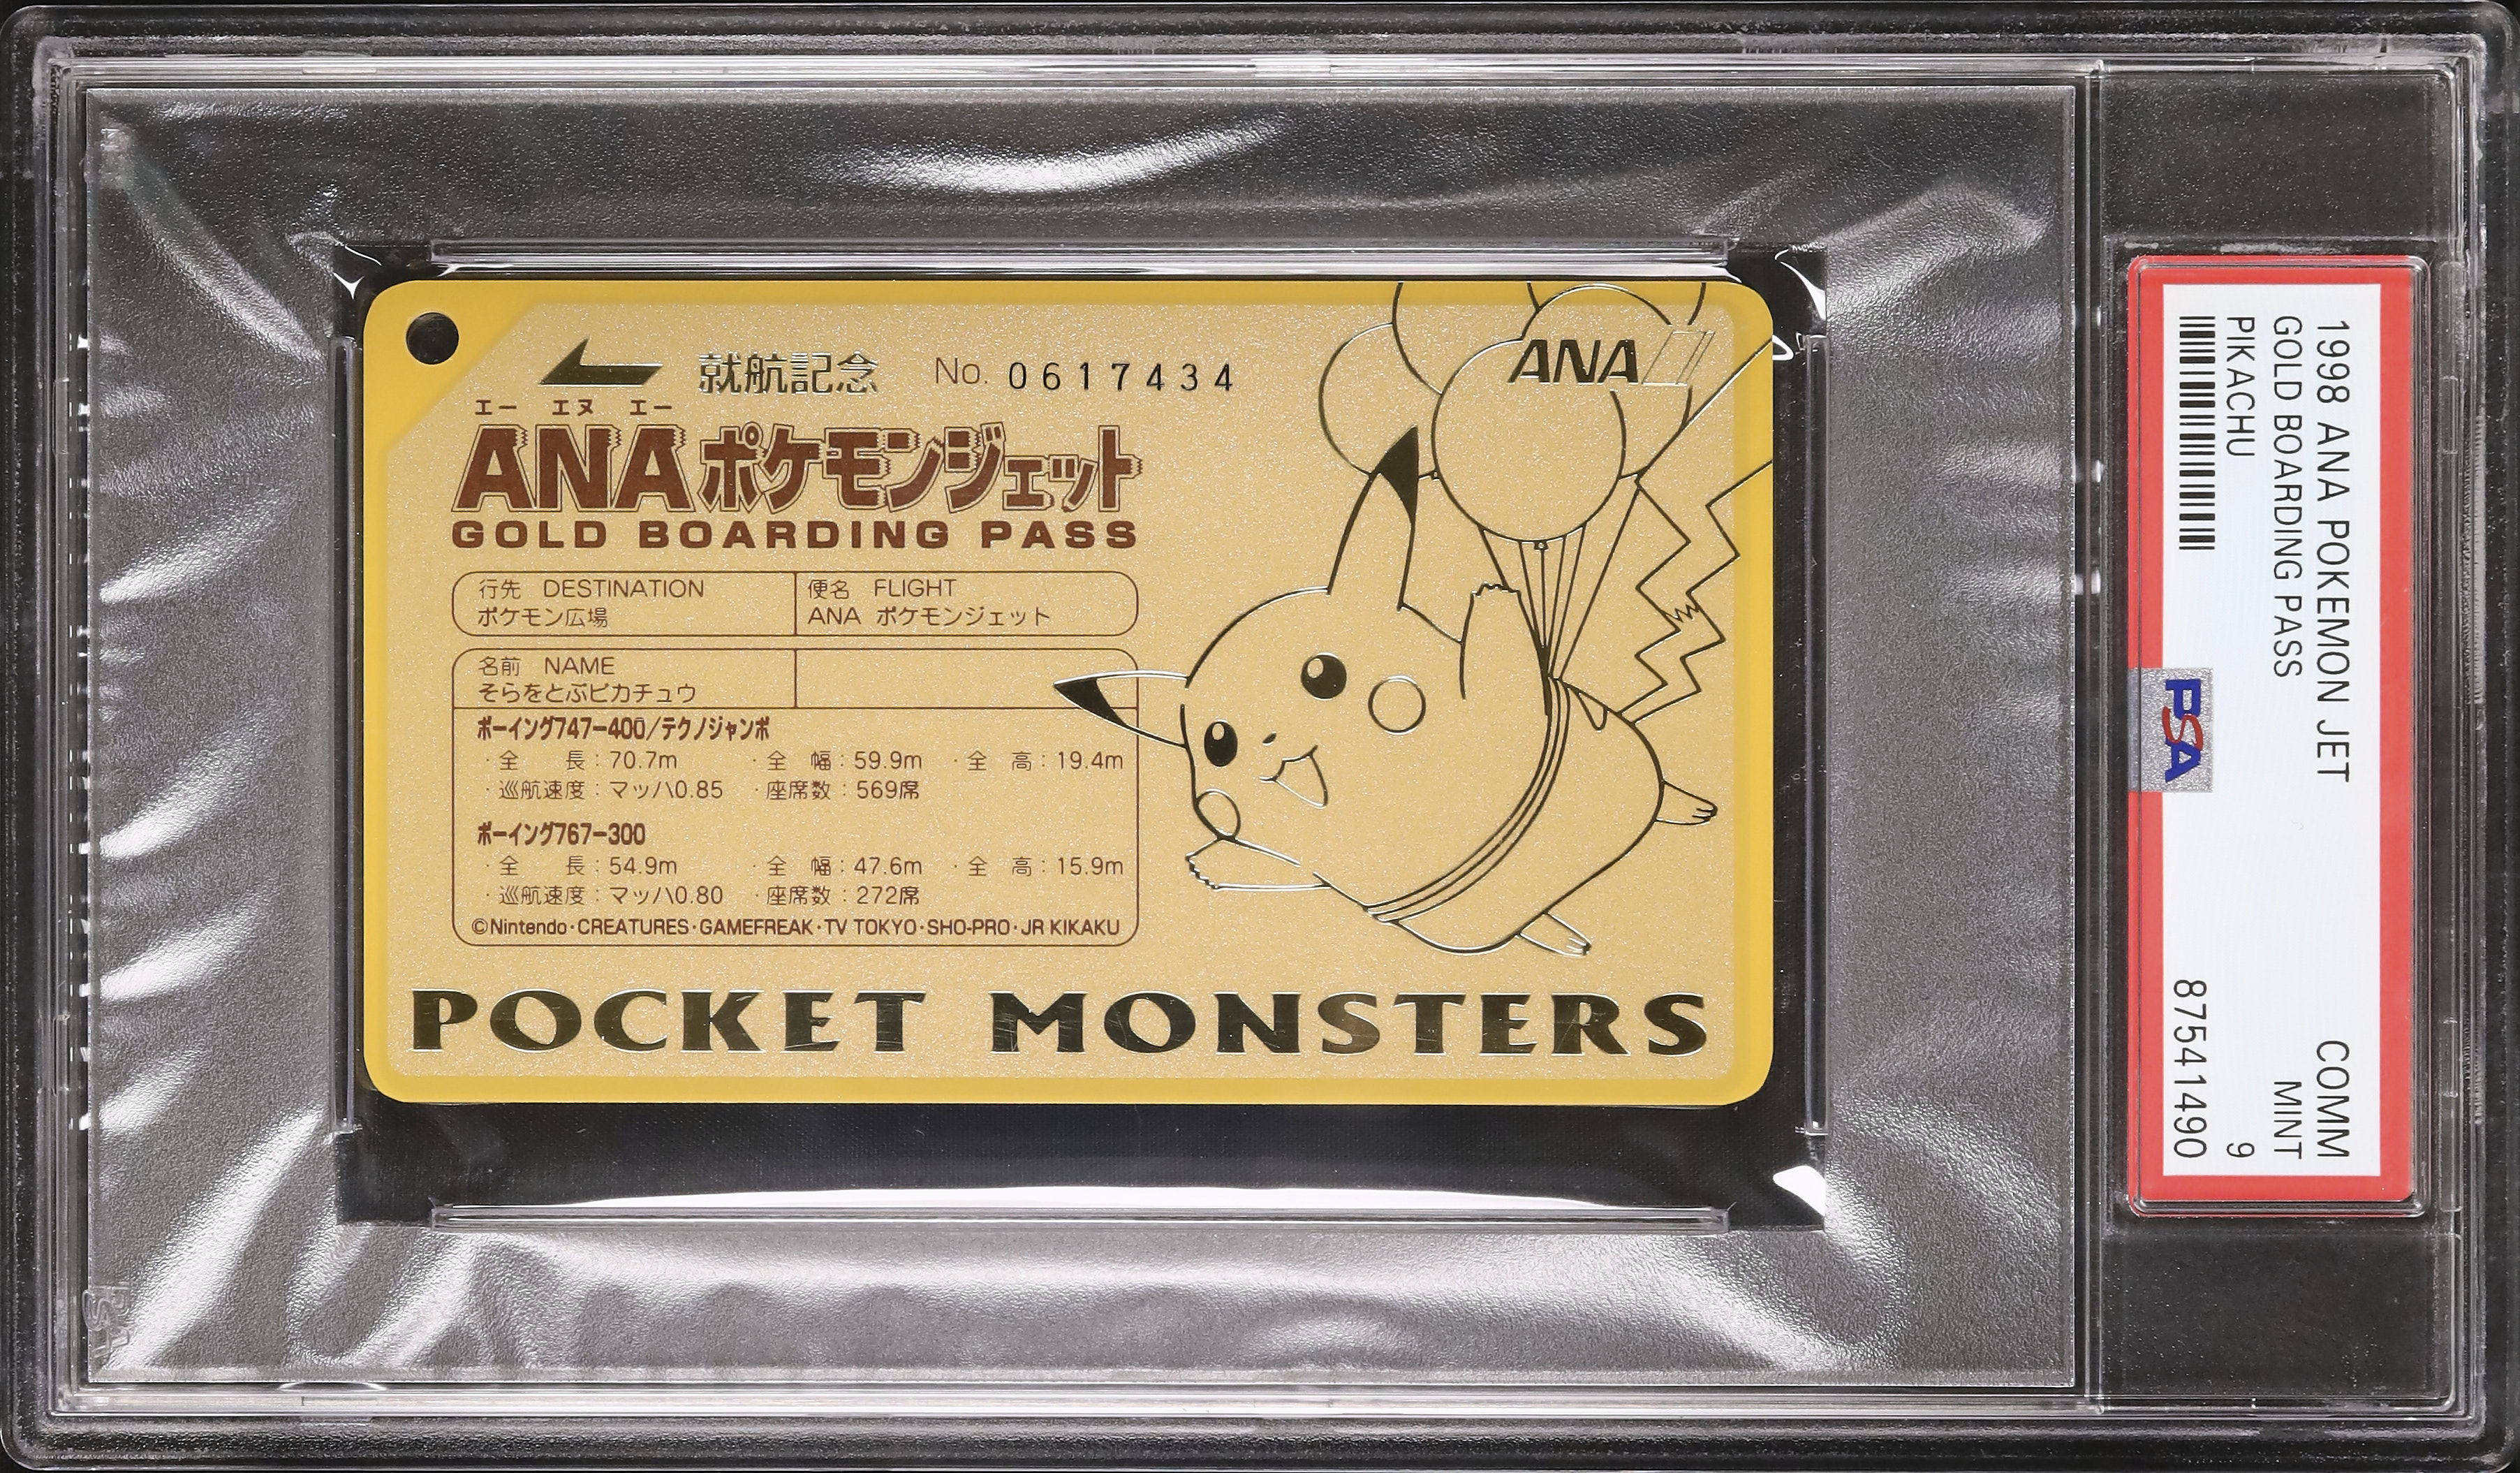 就航記念 No. 0617434
ANA
エー エヌ エー
ANAポケモンジェット
GOLD BOARDING PASS
行先 DESTINATION
ポケモン広場
便名 FLIGHT
ANA ポケモンジェット
名前 NAME
そらをとぶピカチュウ
ボーイング747-400/テクノジャンボ
・全 長：70.7m ・全 幅：59.9m ・全 高：19.4m
・巡航速度：マッハ0.85 ・座席数：569席
ボーイング767-300
・全 長：54.9m ・全 幅：47.6m ・全 高：15.9m
・巡航速度：マッハ0.80 ・座席数：272席
©Nintendo・CREATURES・GAMEFREAK・TV TOKYO・SHO-PRO・JR KIKAKU
POCKET MONSTERS
1998 ANA POKEMON JET COMM
GOLD BOARDING PASS MINT
PIKACHU 9
87541490
PSA